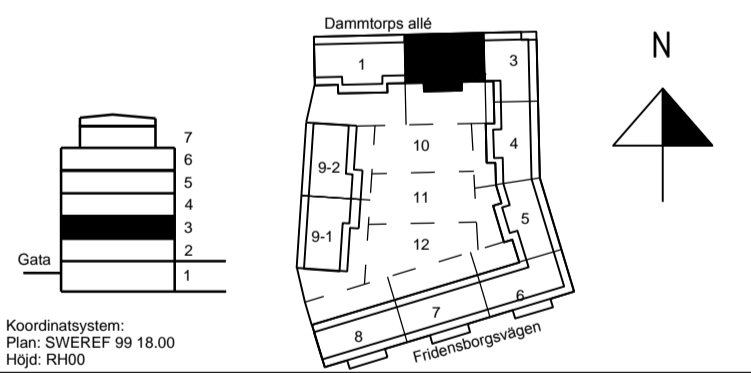 Dammtorps allé
1
3
N
7
6
5
4
3
2
1
Gata
10
4
9-2
11
9-1
5
12
6
7
8
Fridensborgsvägen
Koordinatsystem:
Plan: SWEREF 99 18.00
Höjd: RH00